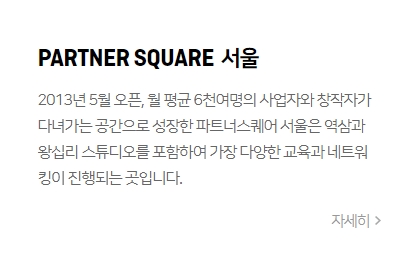 PARTNER SQUARE 서울
2013년 5월 오픈, 월 평균 6천여명의 사업자와 창작자가
다녀가는 공간으로 성장한 파트너스퀘어 서울은 역삼과
왕십리 스튜디오를 포함하여 가장 다양한 교육과 네트워
킹이 진행되는 곳입니다.
자세히 >